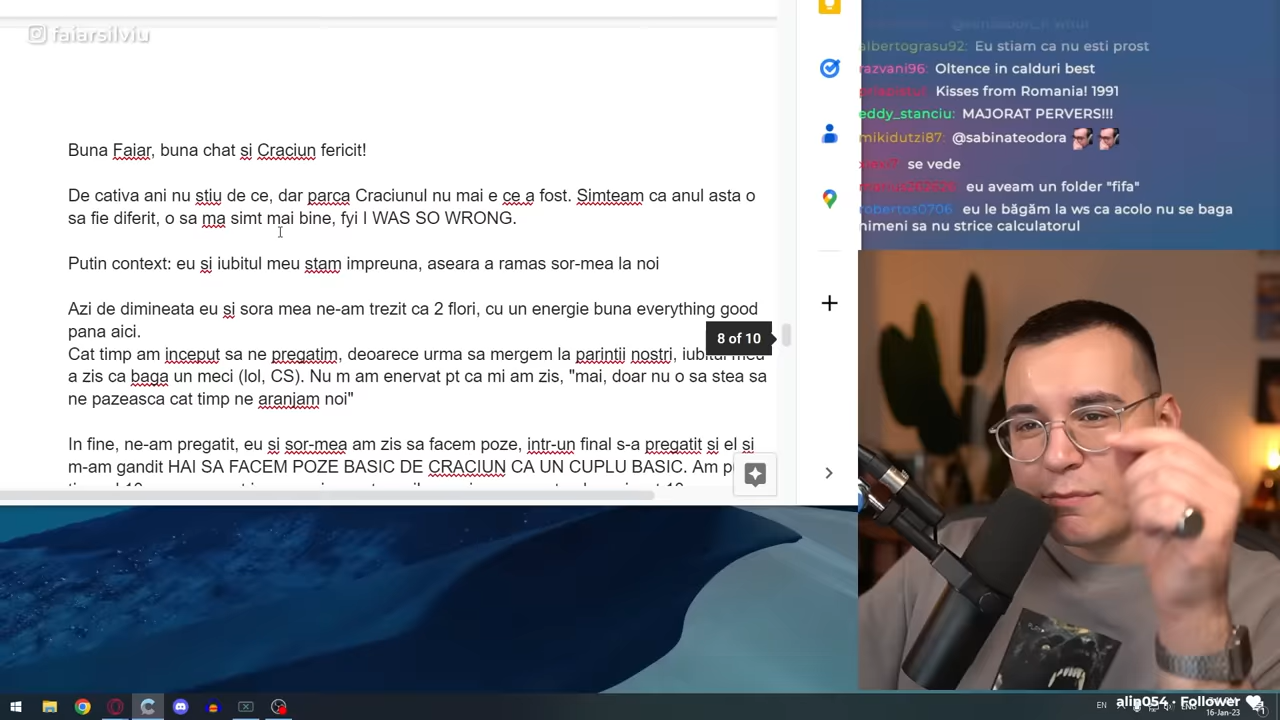 faiarsilviu
Buna Faiar, buna chat si Craciun fericit!
De cativa ani nu stiu de ce, dar parca Craciunul nu mai e ce a fost. Simteam ca anul asta o
sa fie diferit, o sa ma simt mai bine, fyi I WAS SO WRONG.
Putin context: eu si iubitul meu stam impreuna, aseara a ramas sor-mea la noi
Azi de dimineata eu si sora mea ne-am trezit ca 2 flori, cu un energie buna everything good
pana aici.
Cat timp am inceput sa ne pregatim, deoarece urma sa mergem la parintii nostri,
a zis ca baga un meci (lol, CS). Nu m am enervat pt ca mi am zis, "mai, doar nu o sa stea sa
ne pazeasca cat timp ne aranjam noi"
In fine, ne-am pregatit, eu si sor-mea am zis sa facem poze, intr-un final s-a pregatit si el si
m-am gandit HAI SA FACEM POZE BASIC DE CRACIUN CA UN CUPLU BASIC. Am
8 of 10
albertograsu92: Eu stiam ca nu esti prost
razvani96: Oltence in calduri best
Kisses from Romania! 1991
eddy_stanciu: MAJORAT PERVERS!!!
mikidutzi87: @sabinateodora
se vede
eu aveam un folder "fifa"
robertos0706: eu le băgăm la ws ca acolo nu se baga
nimeni sa nu strice calculatorul
EN
alin054 · Follower
16-Jan-23